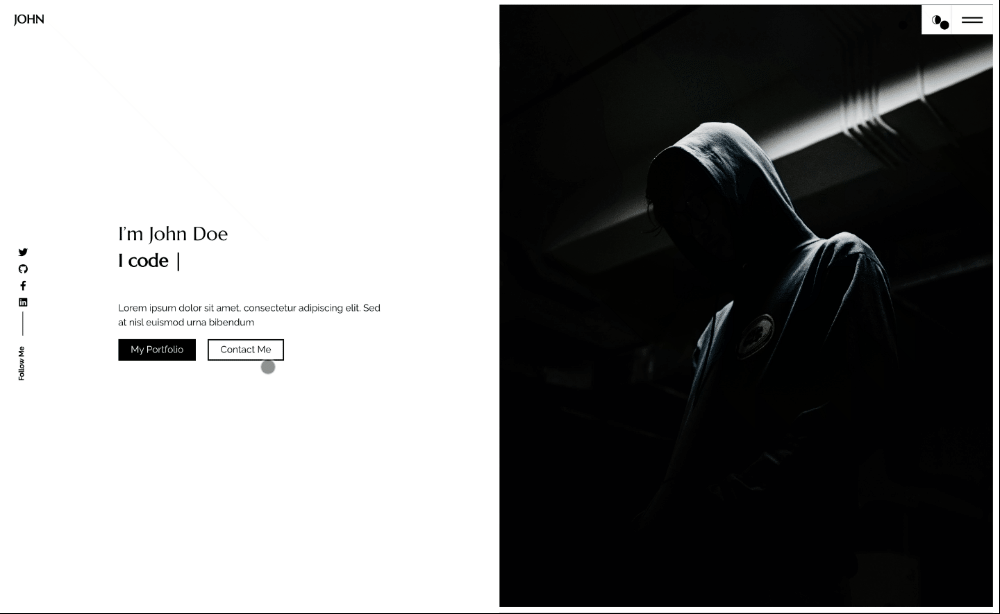 JOHN
I'm John Doe
I code |
Lorem ipsum dolor sit amet, consectetur adipiscing elit. Sed
at nisl euismod urna bibendum
My Portfolio
Contact Me
Follow Me